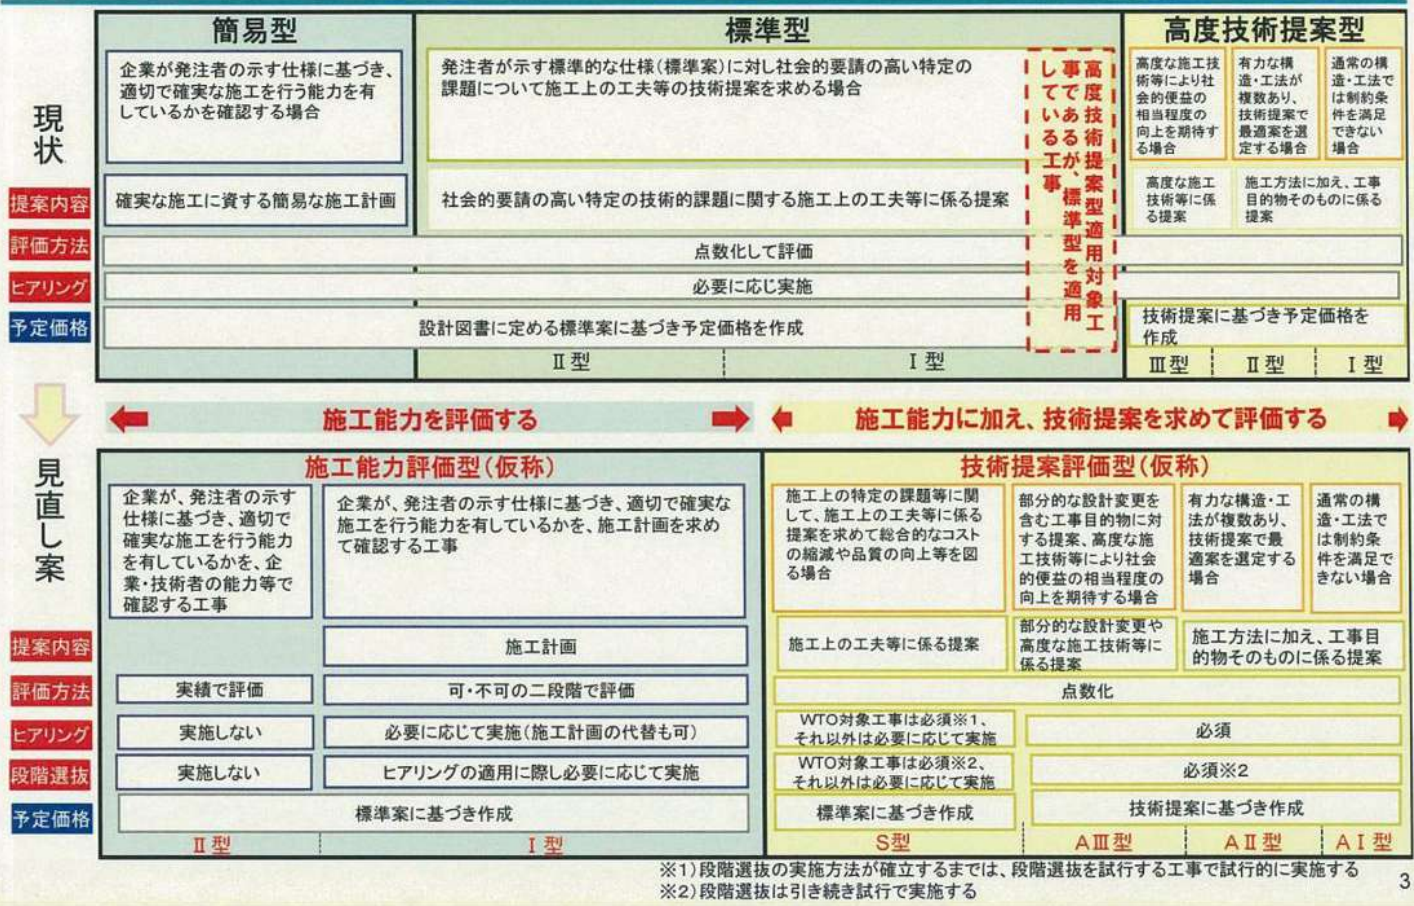 現状
簡易型
企業が発注者の示す仕様に基づき、
適切で確実な施工を行う能力を有
しているかを確認する場合
標準型
発注者が示す標準的な仕様(標準案)に対し社会的要請の高い特定の
課題について施工上の工夫等の技術提案を求める場合
高度技術提案型適用対象工
事であるが、標準型を適用
している工事
高度技術提案型
高度な施工技
術等により社
会的便益の
相当程度の
向上を期待す
る場合
有力な構
造・工法が
複数あり、
技術提案で
最適案を選
定する場合
通常の構
造・工法で
は制約条
件を満足
できない
場合
提案内容
確実な施工に資する簡易な施工計画
社会的要請の高い特定の技術的課題に関する施工上の工夫等に係る提案
高度な施工
技術等に係
る提案
施工方法に加え、工事
目的物そのものに係る
提案
評価方法
点数化して評価
ヒアリング
必要に応じ実施
予定価格
設計図書に定める標準案に基づき予定価格を作成
技術提案に基づき予定価格を
作成
Ⅱ型
Ⅰ型
Ⅲ型
Ⅱ型
Ⅰ型
施工能力を評価する
施工能力に加え、技術提案を求めて評価する
見直し案
施工能力評価型(仮称)
企業が、発注者の示す
仕様に基づき、適切で
確実な施工を行う能力
を有しているかを、企
業・技術者の能力等で
確認する工事
企業が、発注者の示す仕様に基づき、適切で確実な
施工を行う能力を有しているかを、施工計画を求め
て確認する工事
技術提案評価型(仮称)
施工上の特定の課題等に関
して、施工上の工夫等に係る
提案を求めて総合的なコスト
の縮減や品質の向上等を図
る場合
部分的な設計変更を
含む工事目的物に対
する提案、高度な施
工技術等により社会
的便益の相当程度の
向上を期待する場合
有力な構造・工
法が複数あり、
技術提案で最
適案を選定する
場合
通常の構
造・工法で
は制約条
件を満足で
きない場合
提案内容
施工計画
施工上の工夫等に係る提案
部分的な設計変更や
高度な施工技術等に
係る提案
施工方法に加え、工事目
的物そのものに係る提案
評価方法
実績で評価
可・不可の二段階で評価
点数化
ヒアリング
実施しない
必要に応じて実施(施工計画の代替も可)
WTO対象工事は必須※1、
それ以外は必要に応じて実施
必須
段階選抜
実施しない
ヒアリングの適用に際し必要に応じて実施
WTO対象工事は必須※2、
それ以外は必要に応じて実施
必須※2
予定価格
標準案に基づき作成
標準案に基づき作成
技術提案に基づき作成
Ⅱ型
Ⅰ型
S型
AⅢ型
AⅡ型
AⅠ型
※1)段階選抜の実施方法が確立するまでは、段階選抜を試行する工事で試行的に実施する
※2)段階選抜は引き続き試行で実施する
3